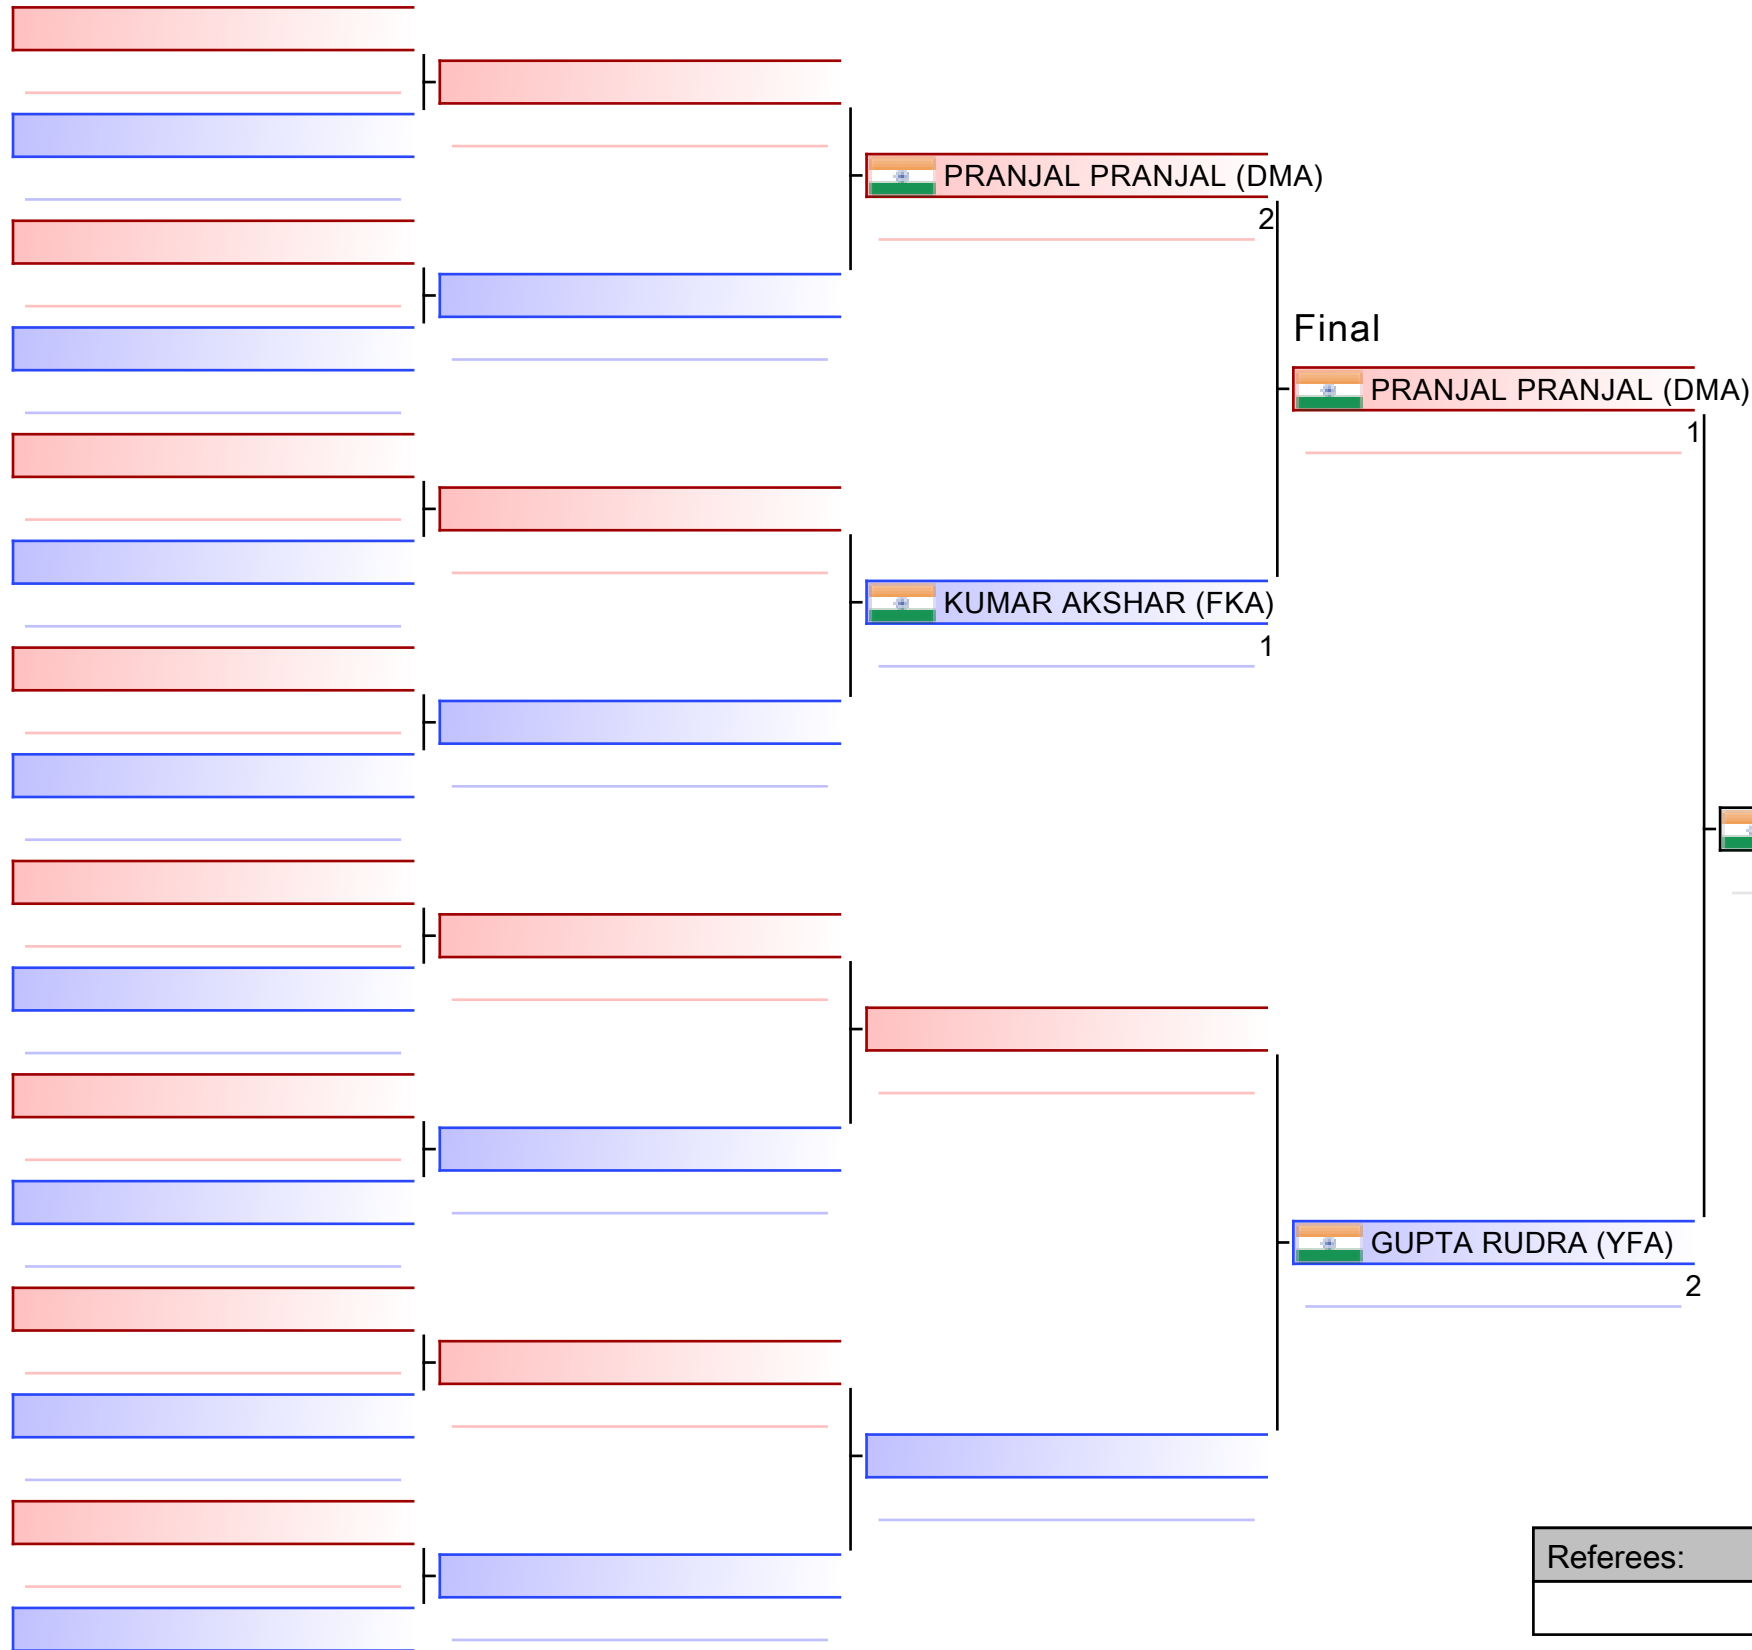 PRANJAL PRANJAL (DMA)
2
Final
PRANJAL PRANJAL (DMA)
1
KUMAR AKSHAR (FKA)
1
GUPTA RUDRA (YFA)
2
Referees: